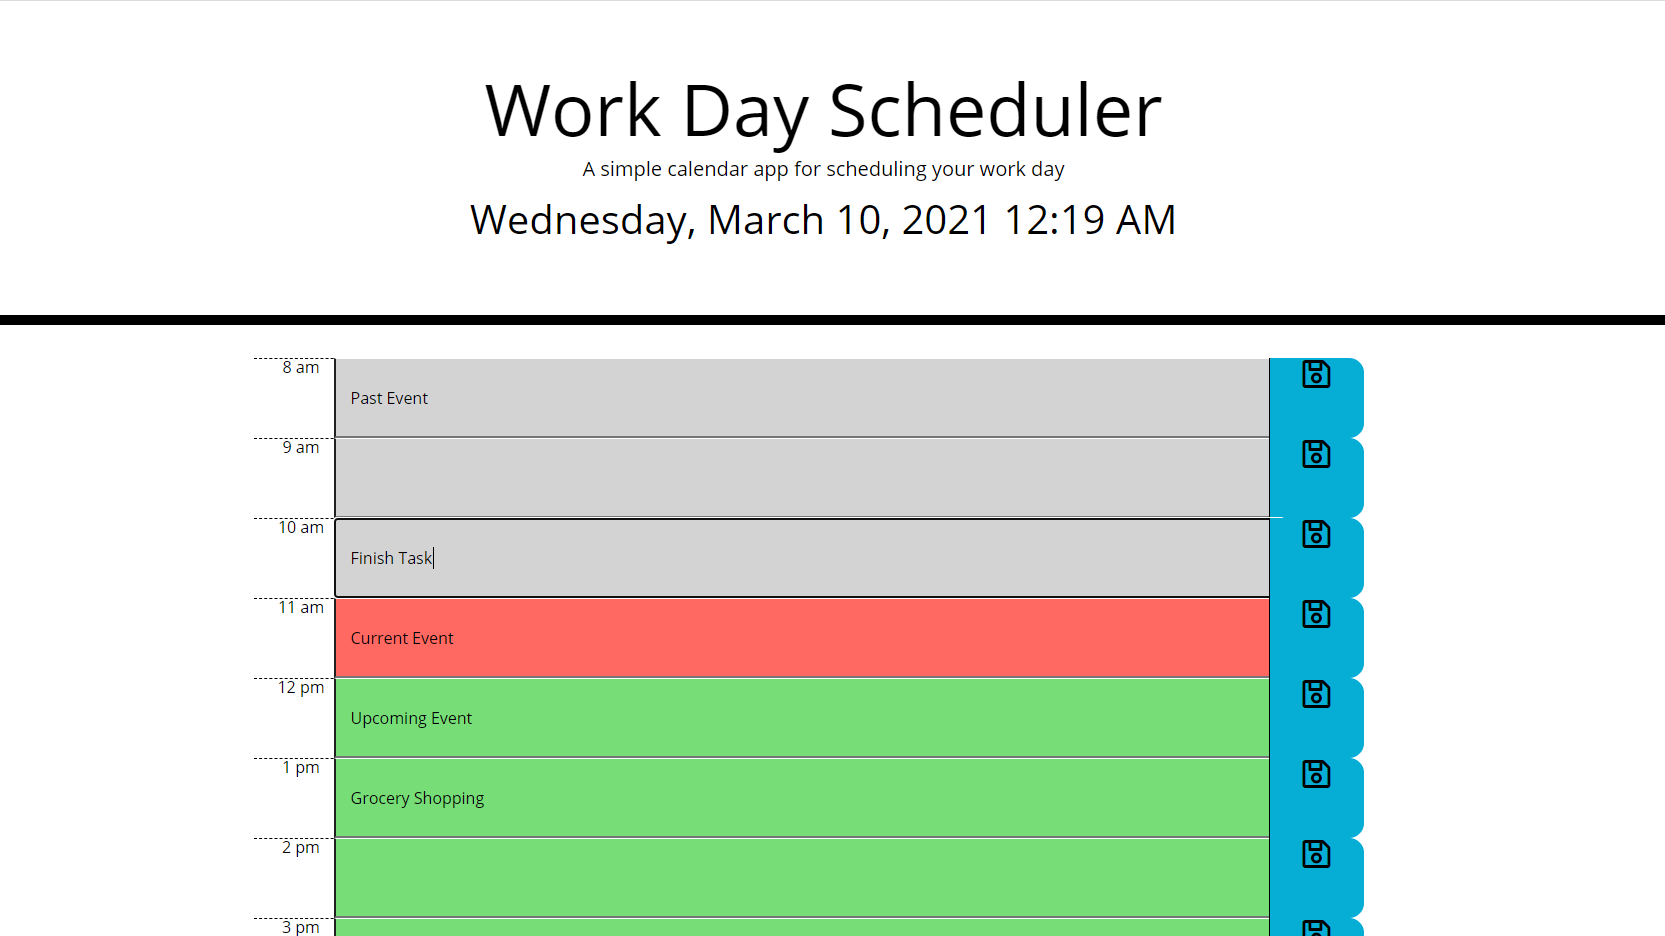 Work Day Scheduler
A simple calendar app for scheduling your work day
Wednesday, March 10, 2021 12:19 AM
8 am
Past Event
9 am
10 am
Finish Task
11 am
Current Event
12 pm
Upcoming Event
1 pm
Grocery Shopping
2 pm
3 pm